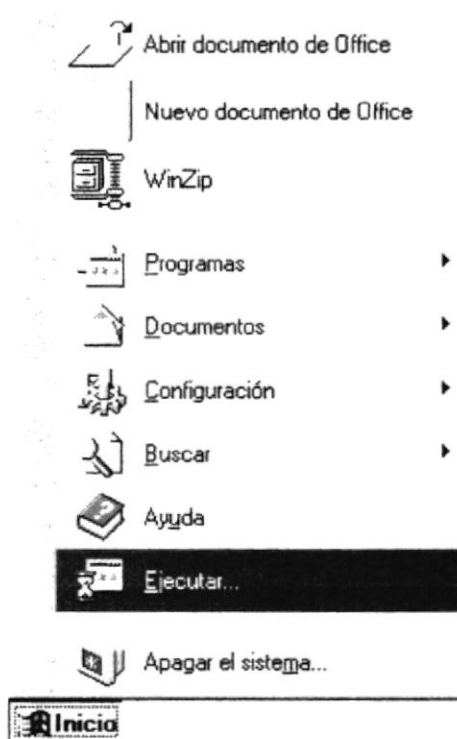 Abrir documento de Office
Nuevo documento de Office
WinZip
Programas
Documentos
Configuración
Buscar
Ayuda
Ejecutar...
Apagar el sistema...
Inicio